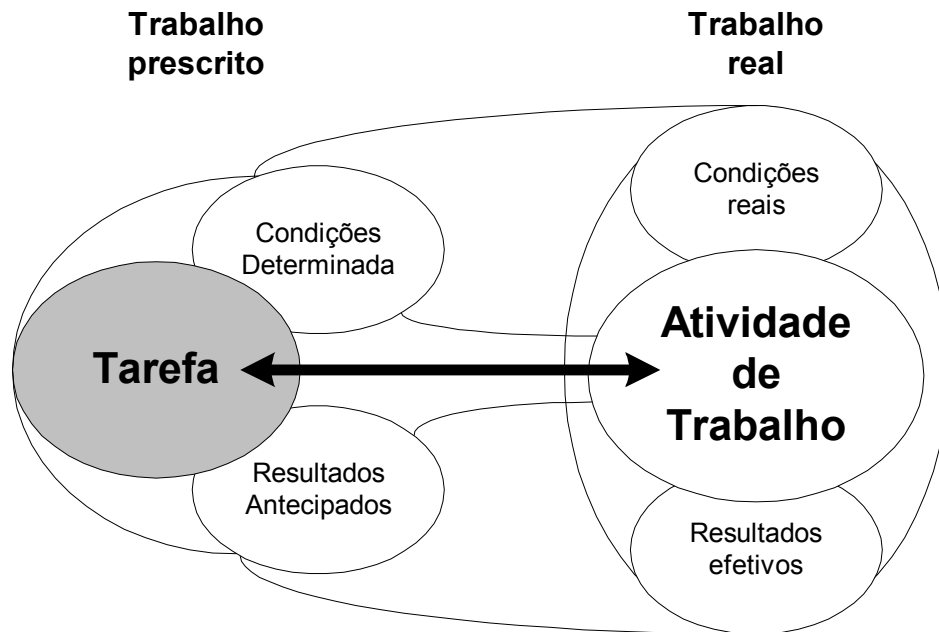 Trabalho
prescrito
Trabalho
real
Condições
Determinada
Tarefa
Resultados
Antecipados
Condições
reais
Atividade
de
Trabalho
Resultados
efetivos